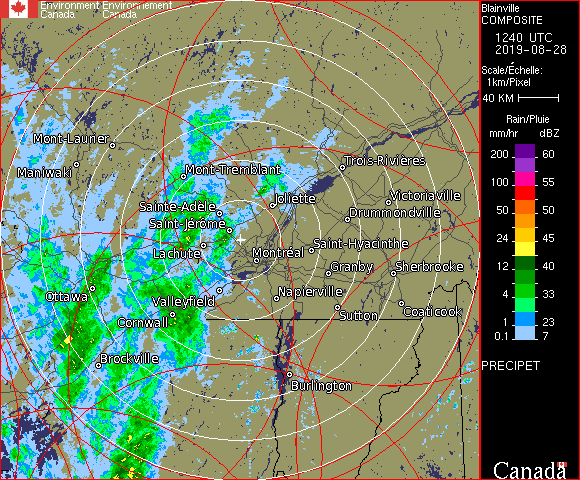 Environment Environnement
Canada Canada
Blainville
COMPOSITE
1240 UTC
2019-08-28
Scale/Échelle:
1km/Pixel
40 KM
Rain/Pluie
mm/hr dBZ
200 60
100 55
50 50
24 45
12 40
4 33
1 23
0.1 7
PRECIPET
Canada
Mont-Laurier
Maniwaki
Mont-Tremblant
Trois-Rivières
Joliette
Victoriaville
Sainte-Adèle
Drummondville
Saint-Jérôme
Lachute
Saint-Hyacinthe
Montréal
Granby
Sherbrooke
Ottawa
Valleyfield
Napierville
Cornwall
Sutton
Coaticook
Brockville
Burlington